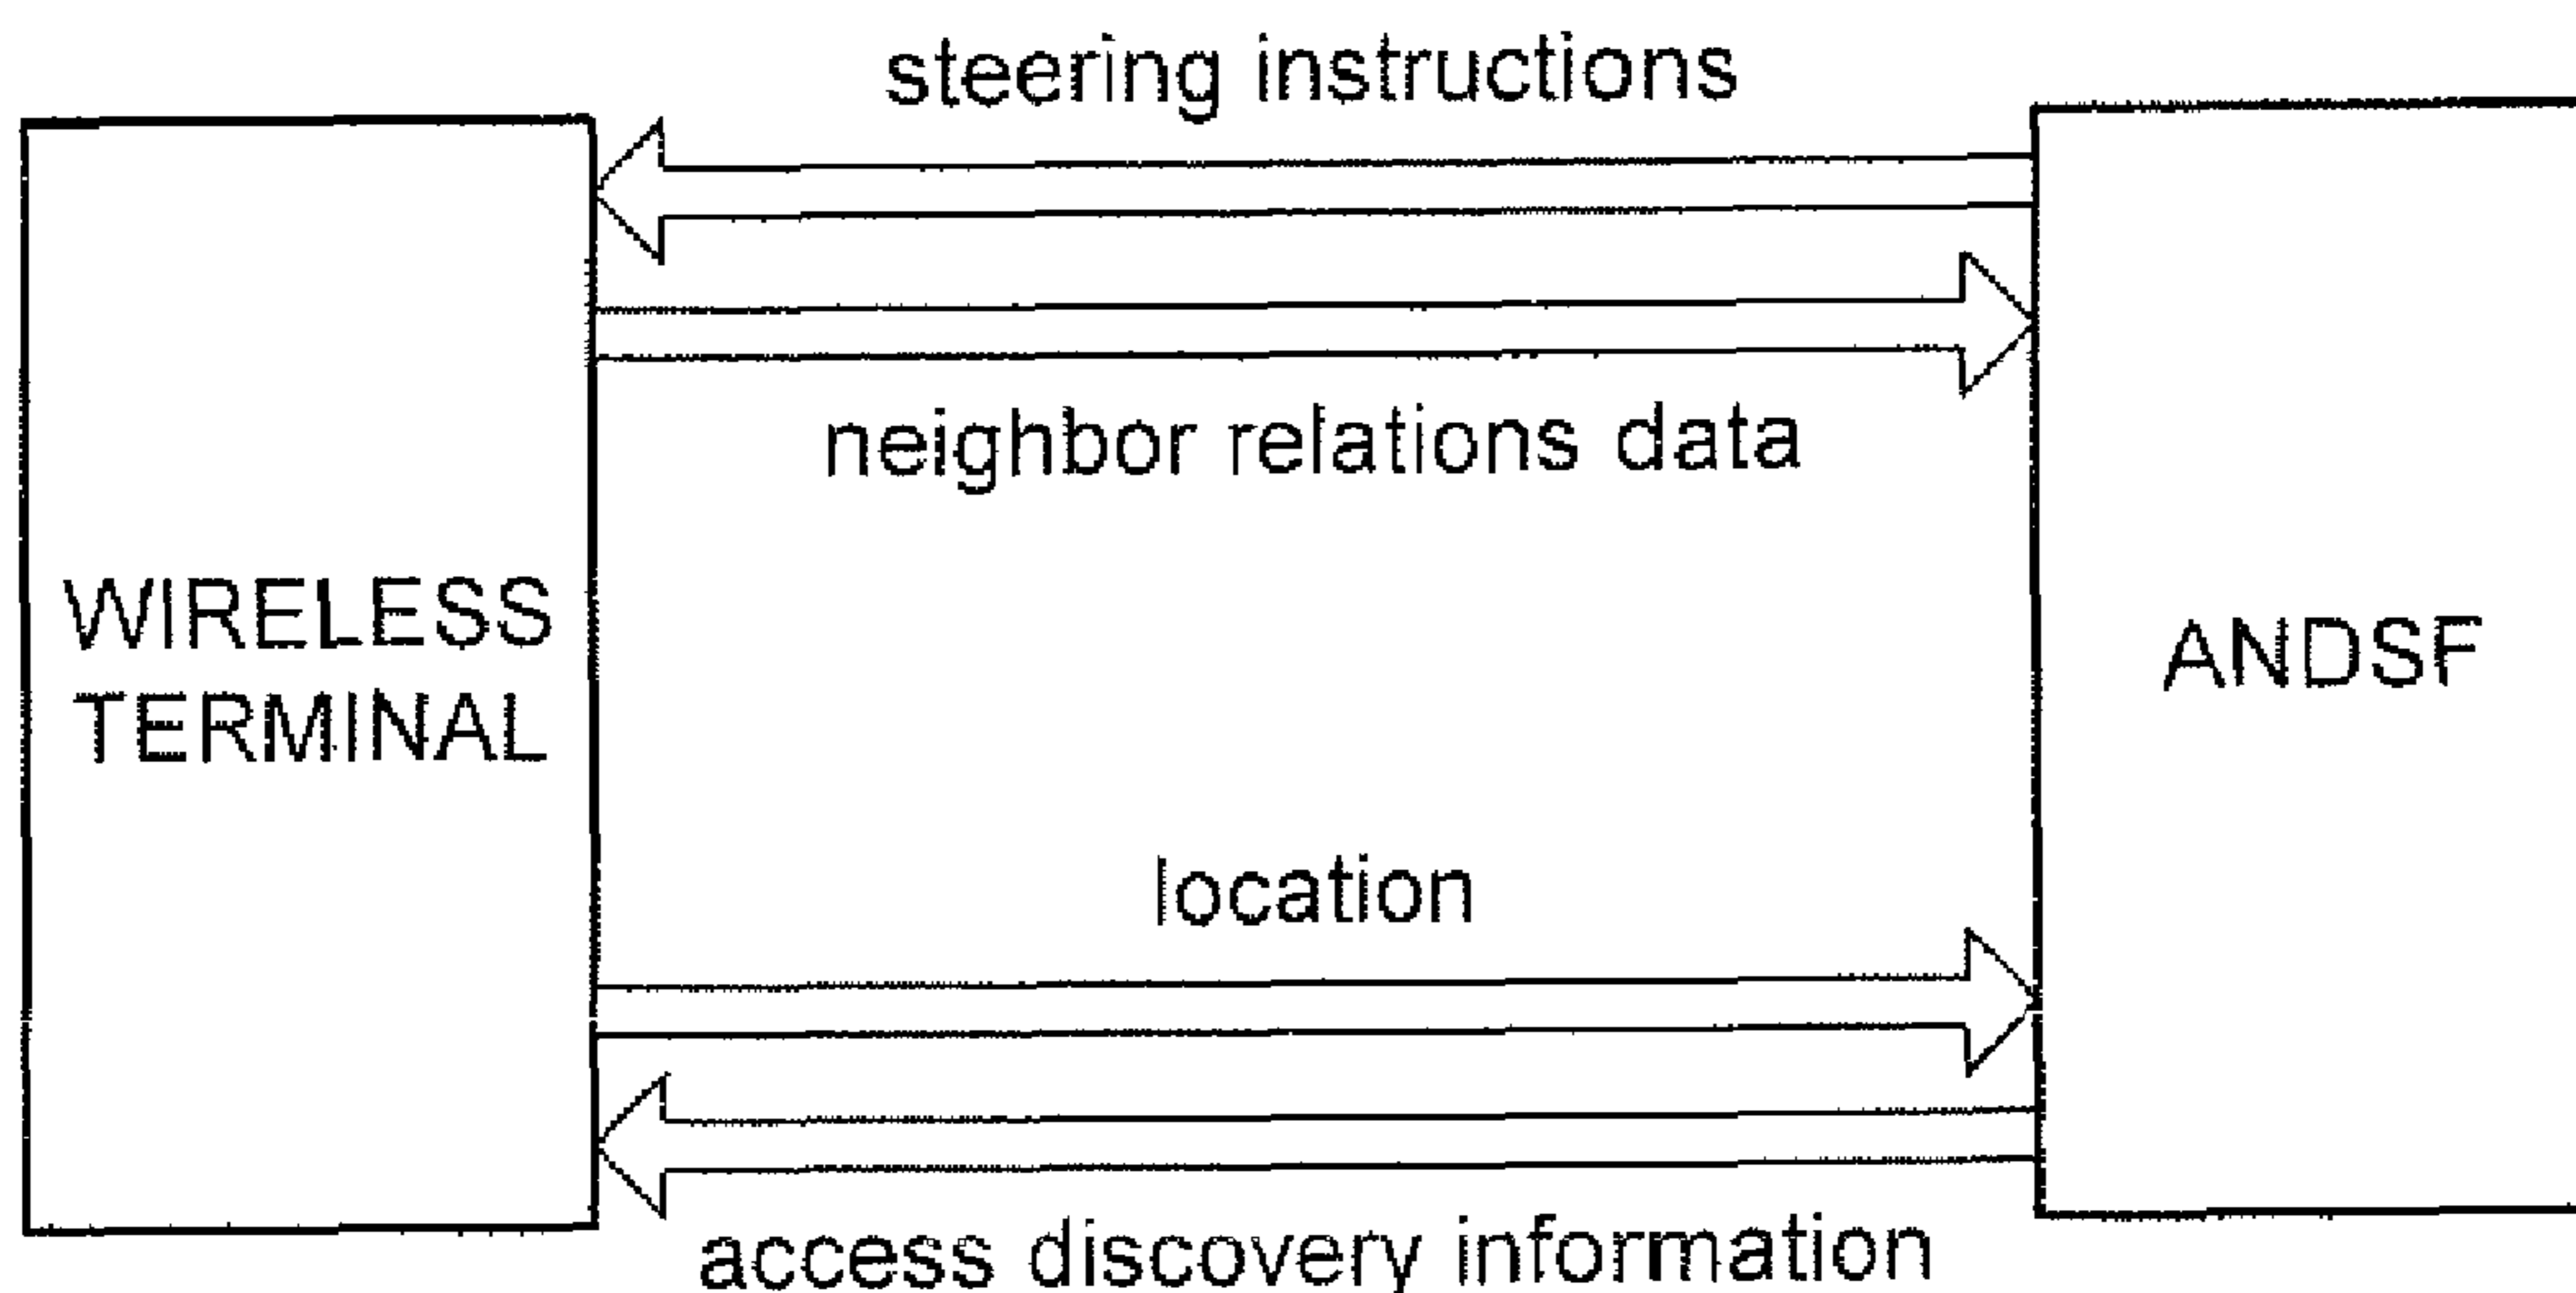 steering instructions
neighbor relations data
WIRELESS
TERMINAL
ANDSF
location
access discovery information